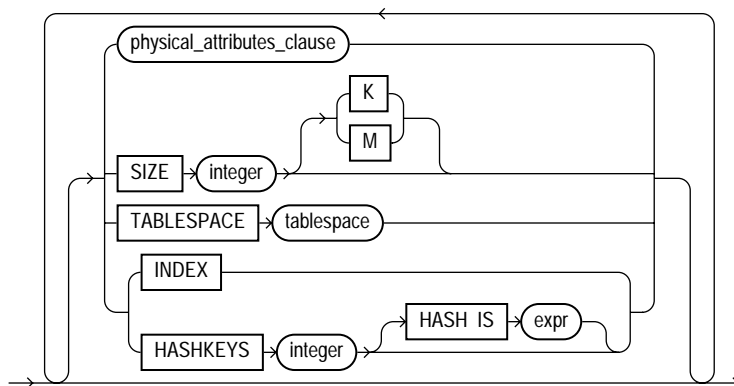 physical_attributes_clause
K
M
SIZE integer
TABLESPACE tablespace
INDEX
HASH IS expr
HASHKEYS integer